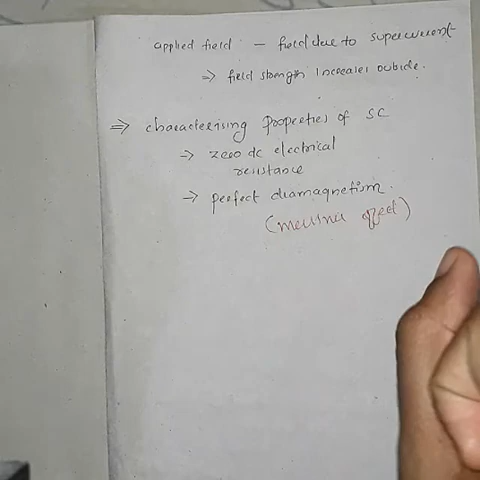 applied field - field due to supercurrent
⇒ field strength increases outside.
⇒ characterising properties of SC
→ zero dc electrical
resistance
→ perfect diamagnetism.
(meissner effect)